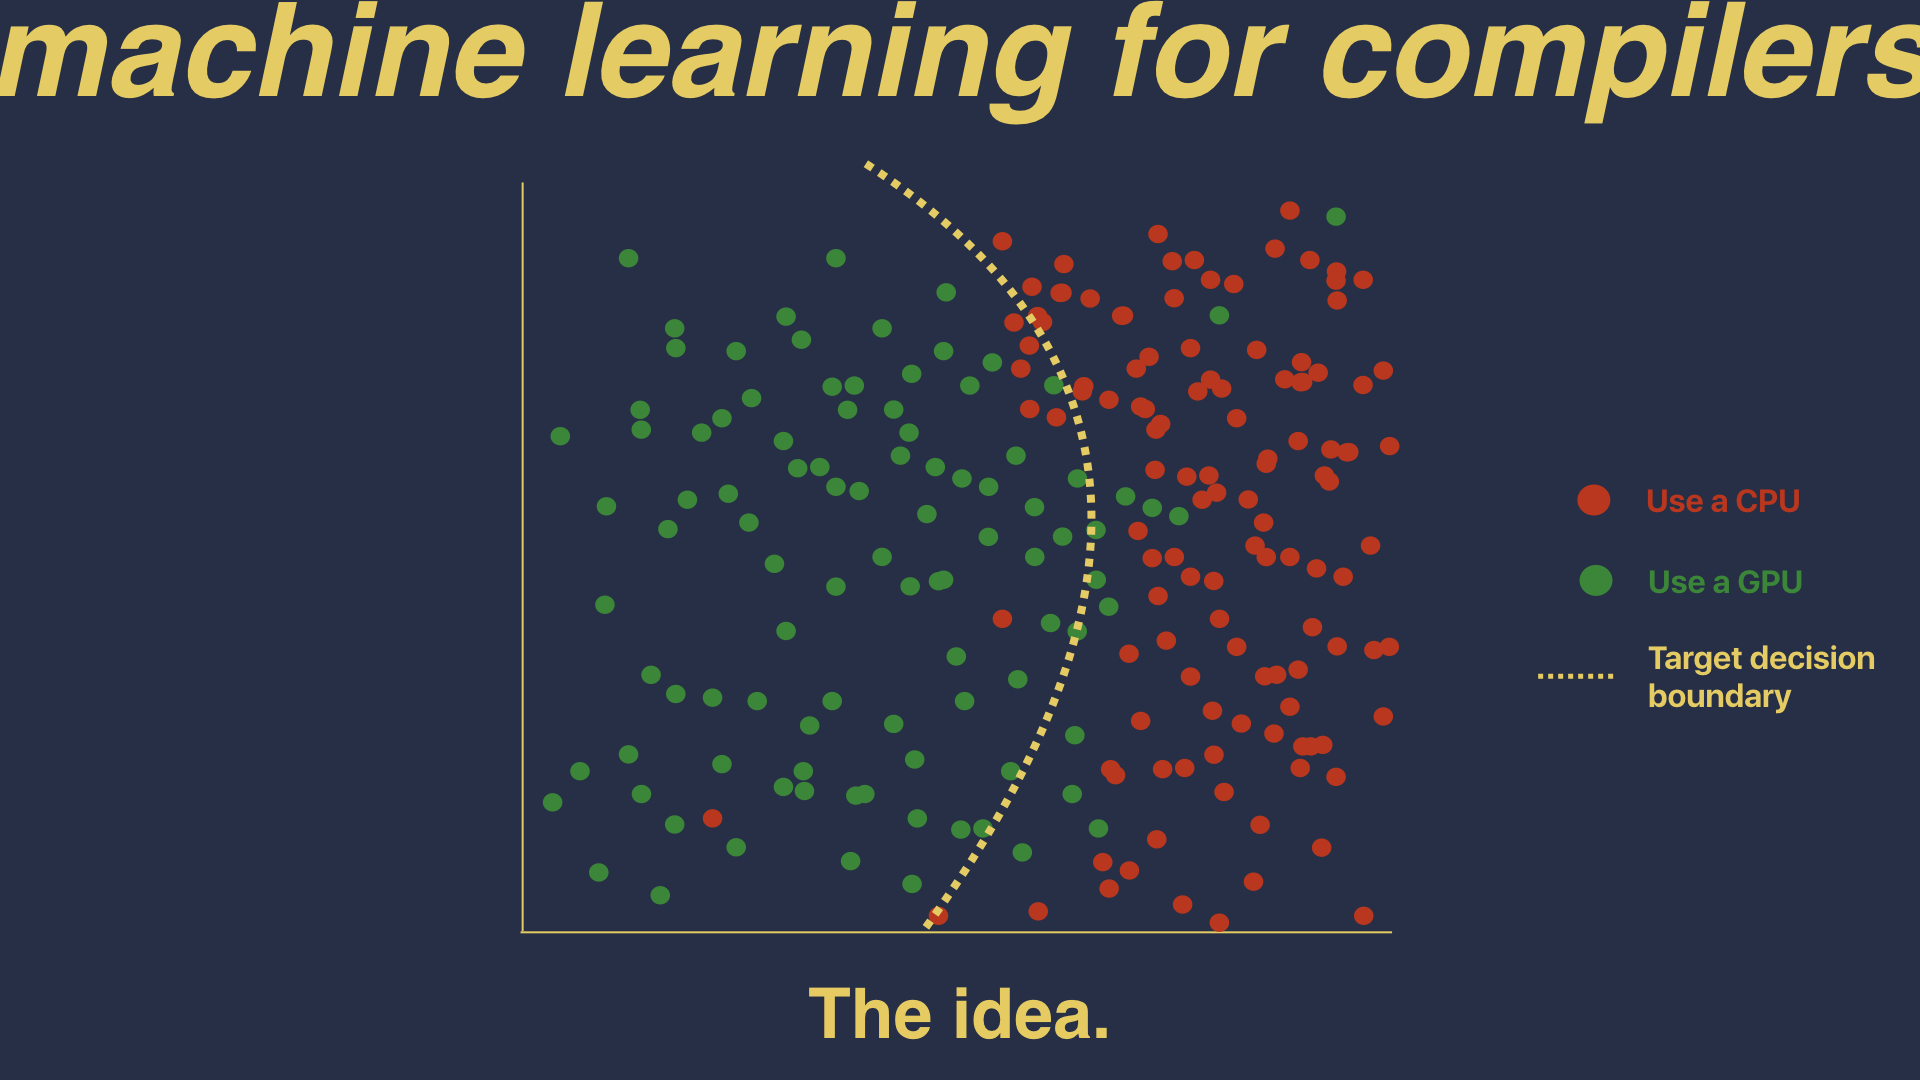 machine learning for compilers
Use a CPU
Use a GPU
Target decision
boundary
The idea.